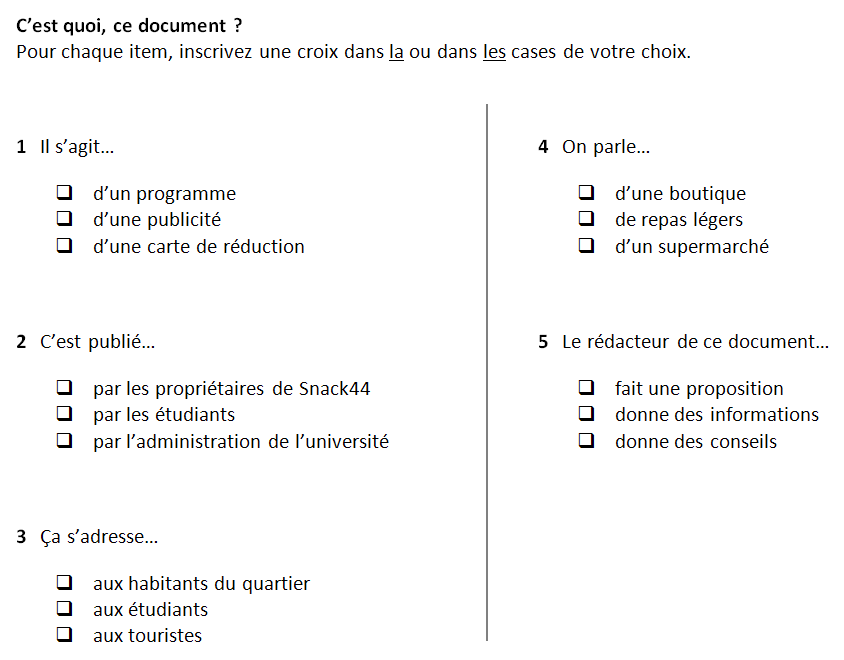 C’est quoi, ce document ?
Pour chaque item, inscrivez une croix dans la ou dans les cases de votre choix.
1 Il s’agit…
❑ d’un programme
❑ d’une publicité
❑ d’une carte de réduction
2 C’est publié…
❑ par les propriétaires de Snack44
❑ par les étudiants
❑ par l’administration de l’université
3 Ça s’adresse…
❑ aux habitants du quartier
❑ aux étudiants
❑ aux touristes
4 On parle…
❑ d’une boutique
❑ de repas légers
❑ d’un supermarché
5 Le rédacteur de ce document…
❑ fait une proposition
❑ donne des informations
❑ donne des conseils